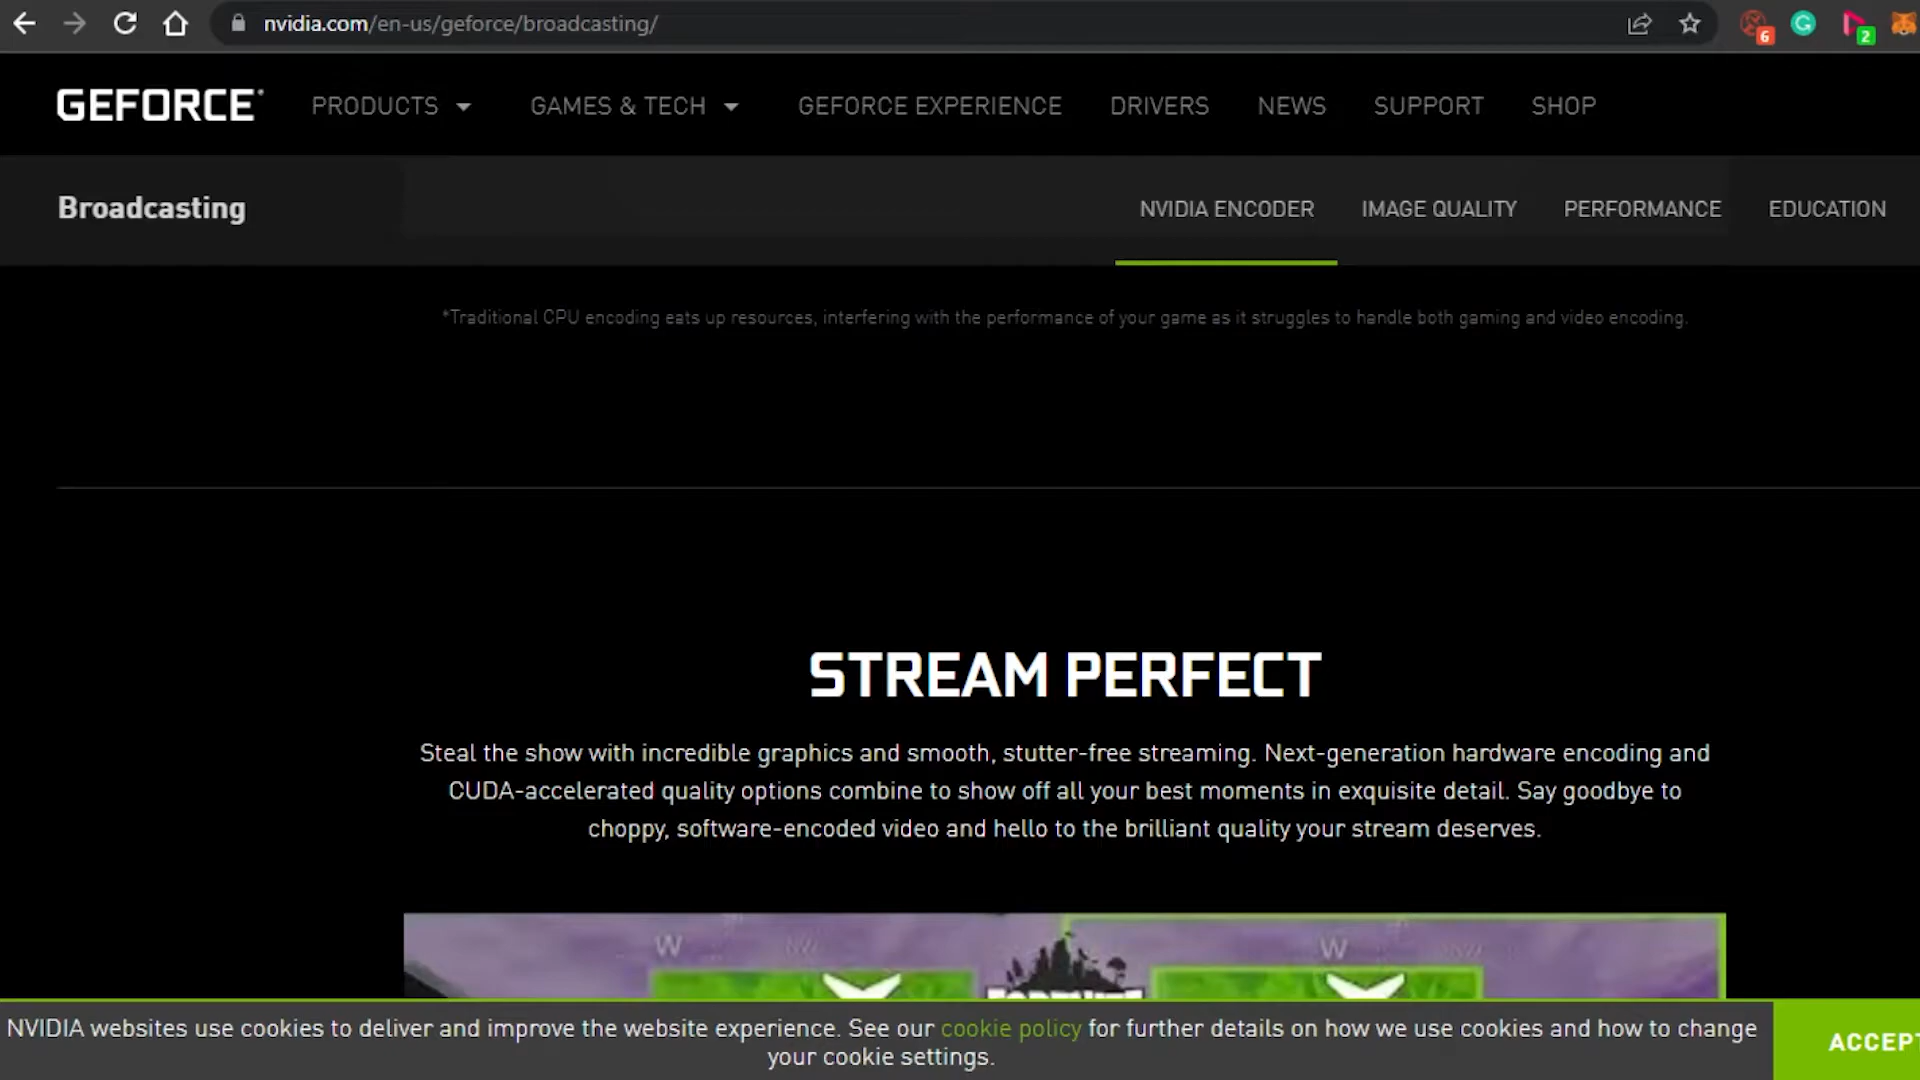 nvidia.com/en-us/geforce/broadcasting/
6
2
GEFORCE
PRODUCTS
GAMES & TECH
GEFORCE EXPERIENCE
DRIVERS
NEWS
SUPPORT
SHOP
Broadcasting
NVIDIA ENCODER
IMAGE QUALITY
PERFORMANCE
EDUCATION
*Traditional CPU encoding eats up resources, interfering with the performance of your game as it struggles to handle both gaming and video encoding.
STREAM PERFECT
Steal the show with incredible graphics and smooth, stutter-free streaming. Next-generation hardware encoding and
CUDA-accelerated quality options combine to show off all your best moments in exquisite detail. Say goodbye to
choppy, software-encoded video and hello to the brilliant quality your stream deserves.
W
W
NVIDIA websites use cookies to deliver and improve the website experience. See our cookie policy for further details on how we use cookies and how to change
your cookie settings.
ACCEPT